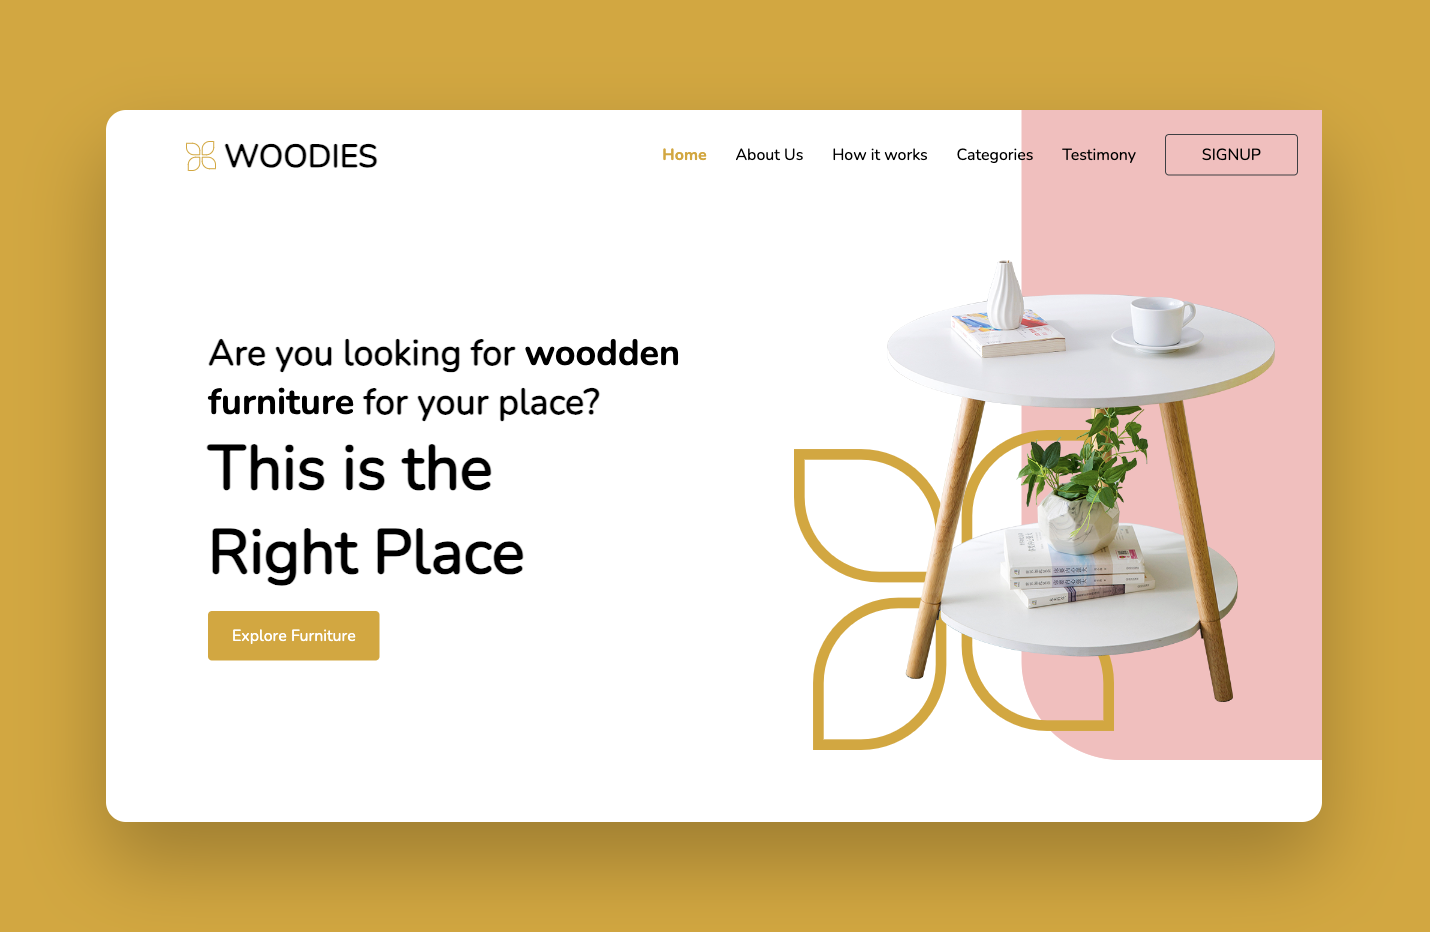 WOODIES
Home About Us How it works Categories Testimony SIGNUP
Are you looking for woodden
furniture for your place?
This is the
Right Place
Explore Furniture